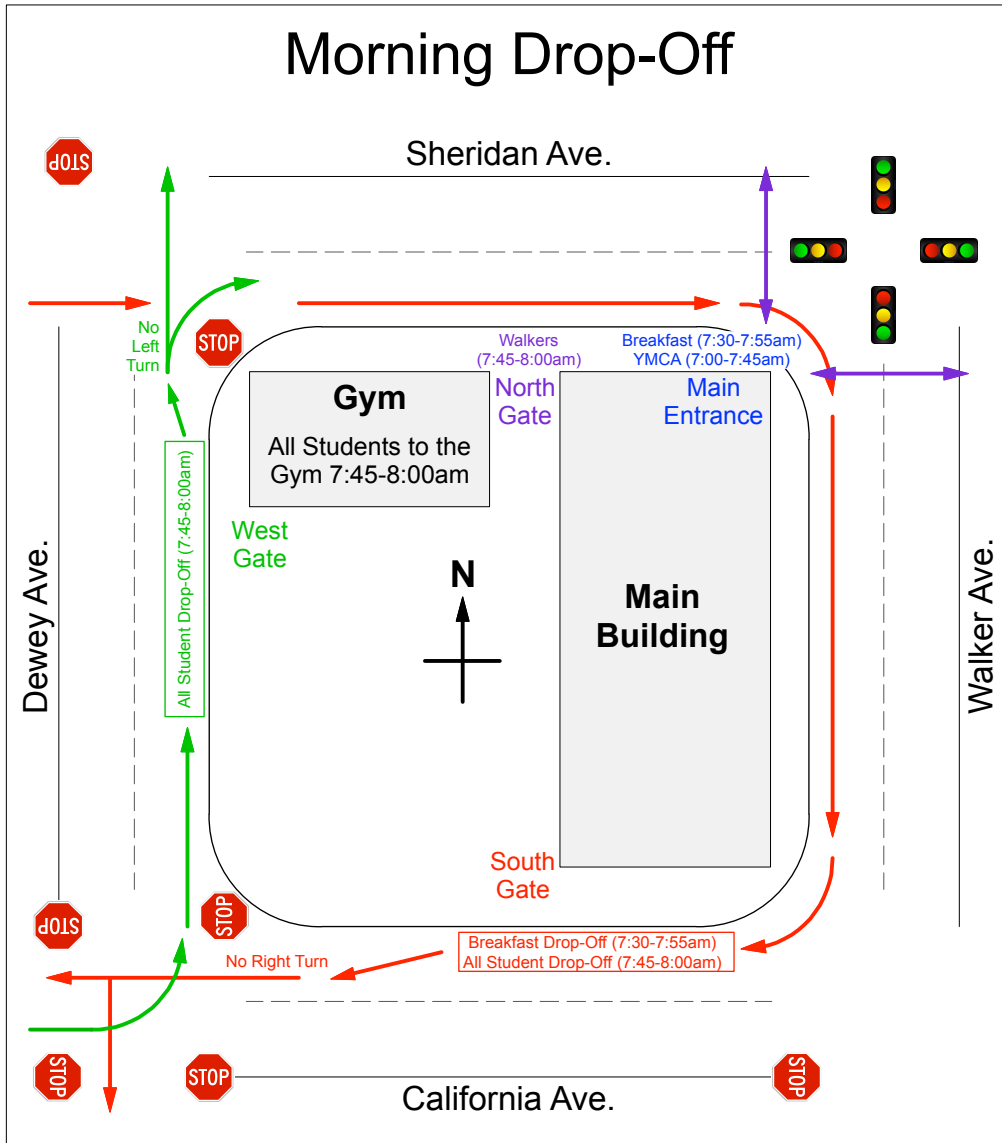 Morning Drop-Off
STOP
Sheridan Ave.
No
Left
Turn
STOP
Walkers
(7:45-8:00am)
North
Gate
Breakfast (7:30-7:55am)
YMCA (7:00-7:45am)
Main
Entrance
Gym
All Students to the
Gym 7:45-8:00am
West
Gate
All Student Drop-Off (7:45-8:00am)
Dewey Ave.
N
Main
Building
Walker Ave.
South
Gate
STOP
STOP
Breakfast Drop-Off (7:30-7:55am)
All Student Drop-Off (7:45-8:00am)
No Right Turn
STOP
STOP
STOP
California Ave.